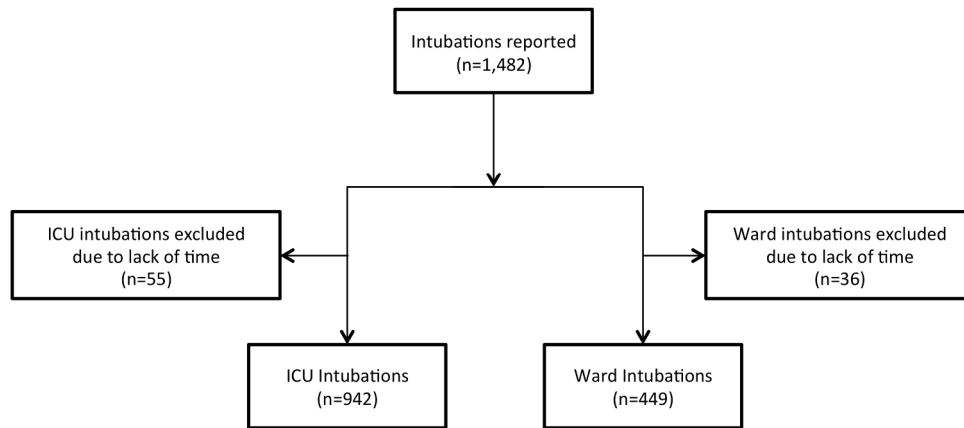 Intubations reported
(n=1,482)
ICU intubations excluded
due to lack of time
(n=55)
Ward intubations excluded
due to lack of time
(n=36)
ICU Intubations
(n=942)
Ward Intubations
(n=449)